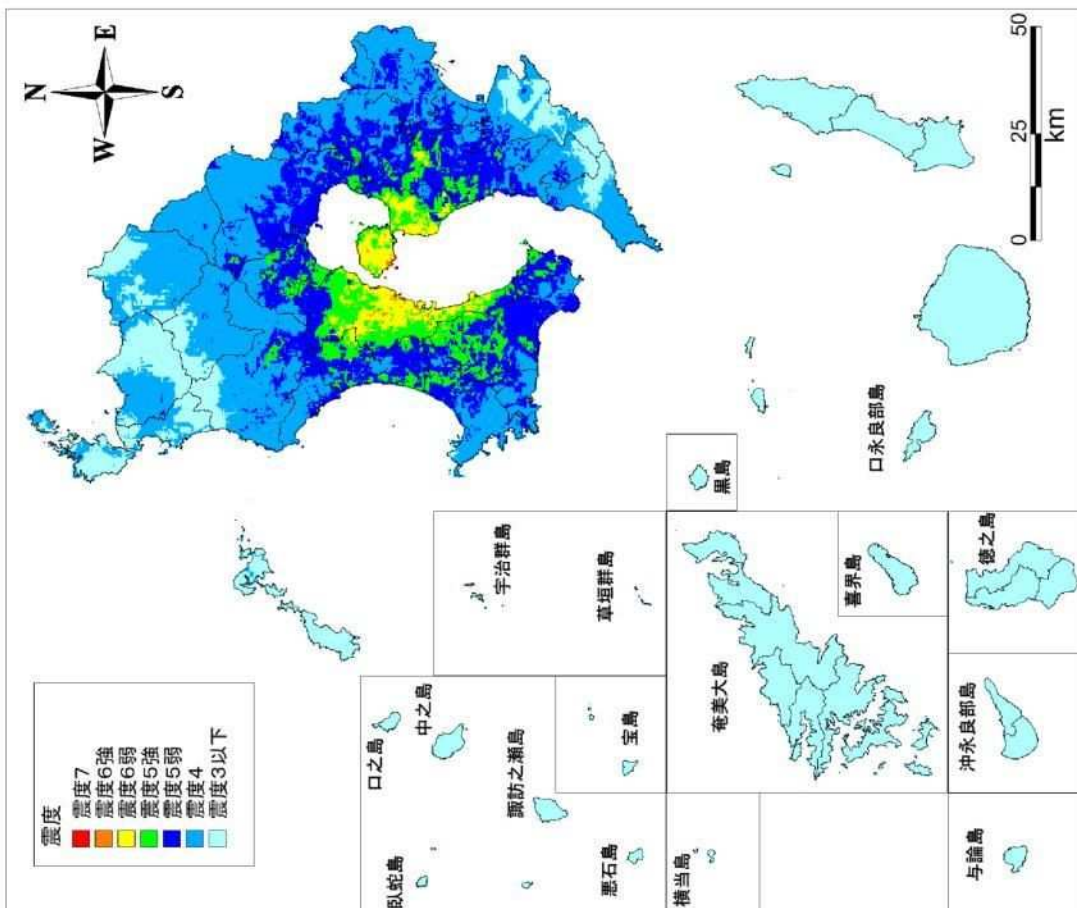 N
W
E
S
震度
震度7
震度6強
震度6弱
震度5強
震度5弱
震度4
震度3以下
口之島
中之島
臥蛇島
諏訪之瀬島
悪石島
宝島
宇治群島
草垣群島
黒島
口永良部島
横当島
奄美大島
喜界島
徳之島
沖永良部島
与論島
0
25
50
km